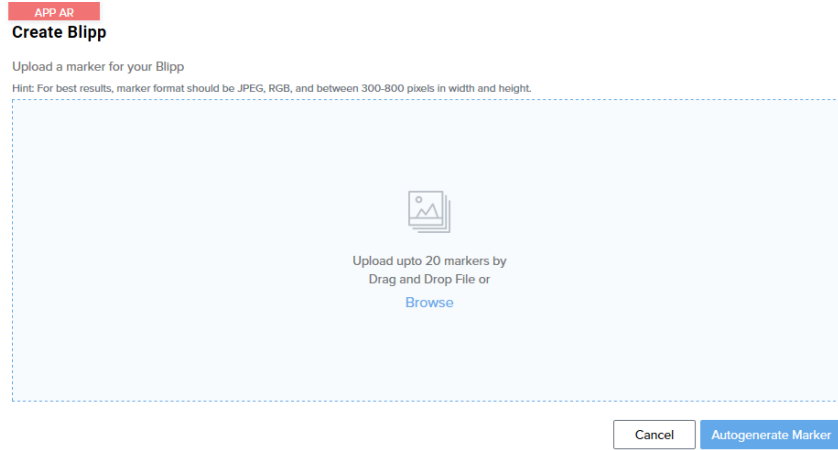 APP AR
Create Blipp
Upload a marker for your Blipp
Hint: For best results, marker format should be JPEG, RGB, and between 300-800 pixels in width and height.
Upload upto 20 markers by
Drag and Drop File or
Browse
Cancel
Autogenerate Marker